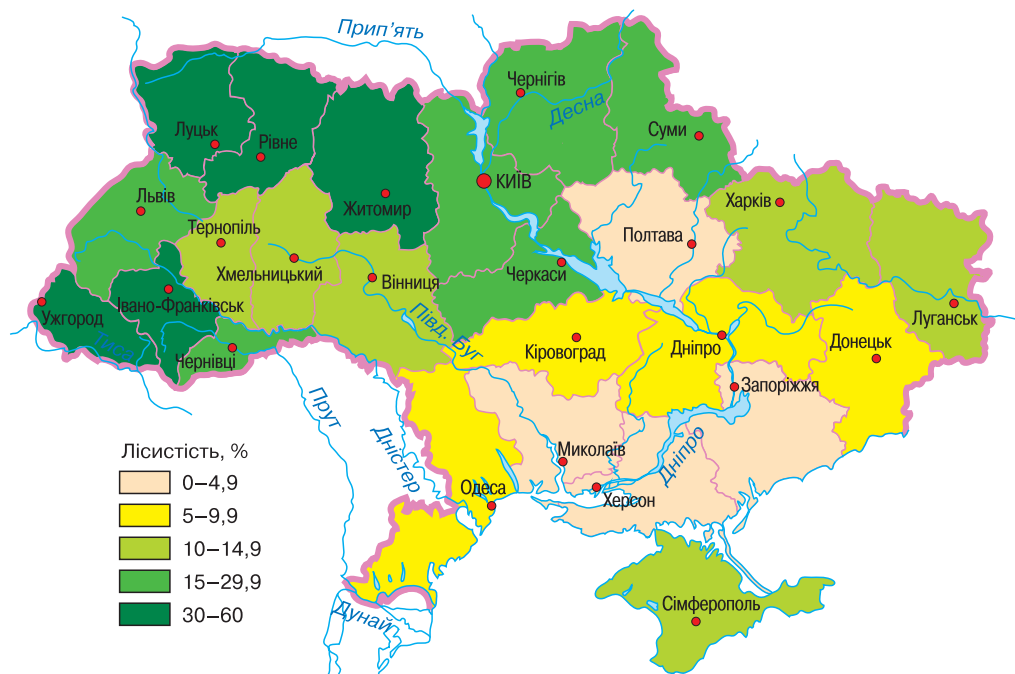 Прип’ять
Чернігів
Десна
Луцьк
Рівне
Суми
Житомир
КИЇВ
Львів
Тернопіль
Хмельницький
Вінниця
Черкаси
Полтава
Харків
Луганськ
Ужгород
Івано-Франківськ
Тиса
Чернівці
Півд. Буг
Кіровоград
Дніпро
Донецьк
Запоріжжя
Прут
Дністер
Миколаїв
Дніпро
Херсон
Одеса
Дунай
Сімферополь
Лісистість, %
0–4,9
5–9,9
10–14,9
15–29,9
30–60